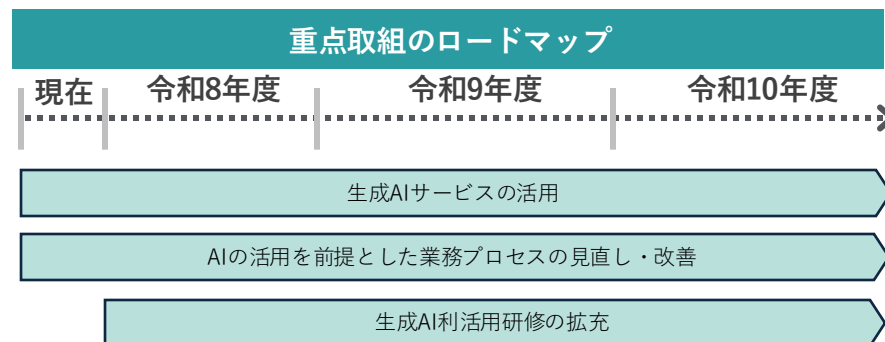 重点取組のロードマップ
現在 令和8年度 令和9年度 令和10年度
生成AIサービスの活用
AIの活用を前提とした業務プロセスの見直し・改善
生成AI利活用研修の拡充